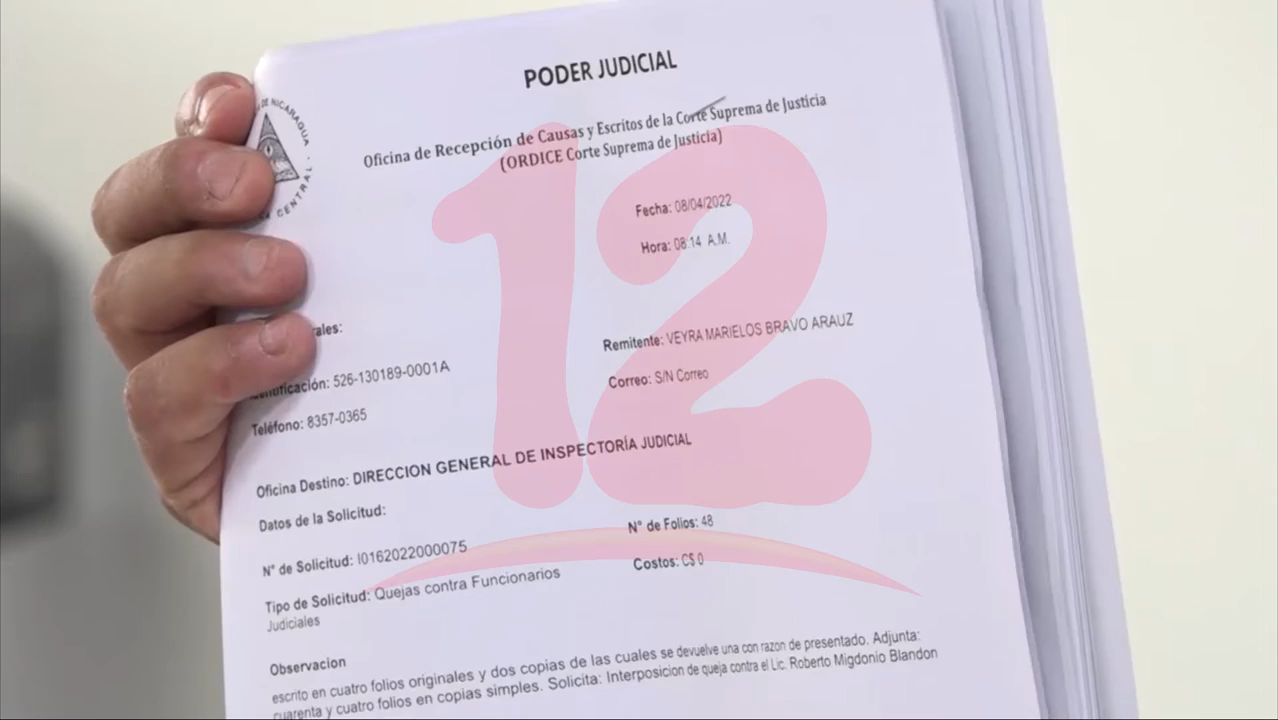 PODER JUDICIAL
DE NICARAGUA
CENTRAL
Oficina de Recepción de Causas y Escritos de la Corte Suprema de Justicia
(ORDICE Corte Suprema de Justicia)
12
Fecha: 08/04/2022
Hora: 08:14 A.M.
rales:
Remitente: VEYRA MARIELOS BRAVO ARAUZ
Identificación: 526-130189-0001A
Correo: S/N Correo
Teléfono: 8357-0365
Oficina Destino: DIRECCION GENERAL DE INSPECTORÍA JUDICIAL
Datos de la Solicitud:
N° de Folios: 48
N° de Solicitud: I0162022000075
Costos: C$ 0
Tipo de Solicitud: Quejas contra Funcionarios
Judiciales
Observacion
escrito en cuatro folios originales y dos copias de las cuales se devuelve una con razon de presentado. Adjunta:
cuarenta y cuatro folios en copias simples. Solicita: Interposicion de queja contra el Lic. Roberto Migdonio Blandon